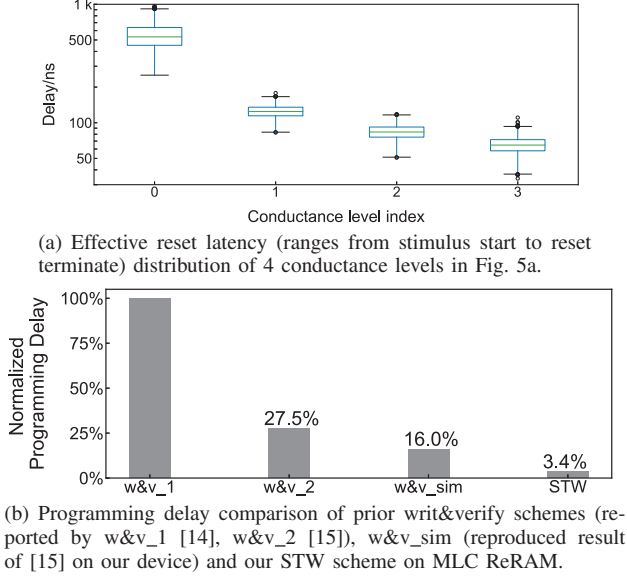 1 k
500
100
50
Delay/ns
0 1 2 3
Conductance level index
(a) Effective reset latency (ranges from stimulus start to reset
terminate) distribution of 4 conductance levels in Fig. 5a.
100%
75%
50%
25%
0%
Normalized
Programming Delay
27.5%
16.0%
3.4%
w&v_1 w&v_2 w&v_sim STW
(b) Programming delay comparison of prior writ&verify schemes (re-
ported by w&v_1 [14], w&v_2 [15]), w&v_sim (reproduced result
of [15] on our device) and our STW scheme on MLC ReRAM.